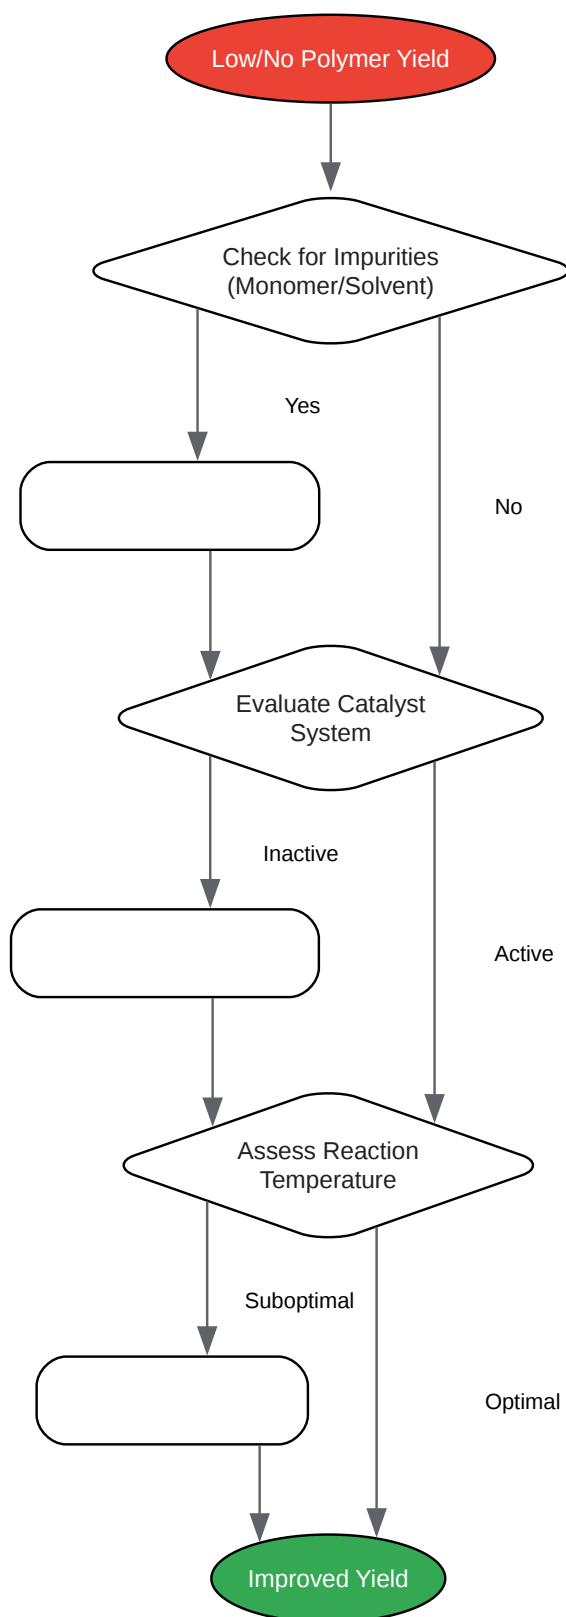 Low/No Polymer Yield
Check for Impurities
(Monomer/Solvent)
Yes
No
Evaluate Catalyst
System
Inactive
Active
Assess Reaction
Temperature
Suboptimal
Optimal
Improved Yield